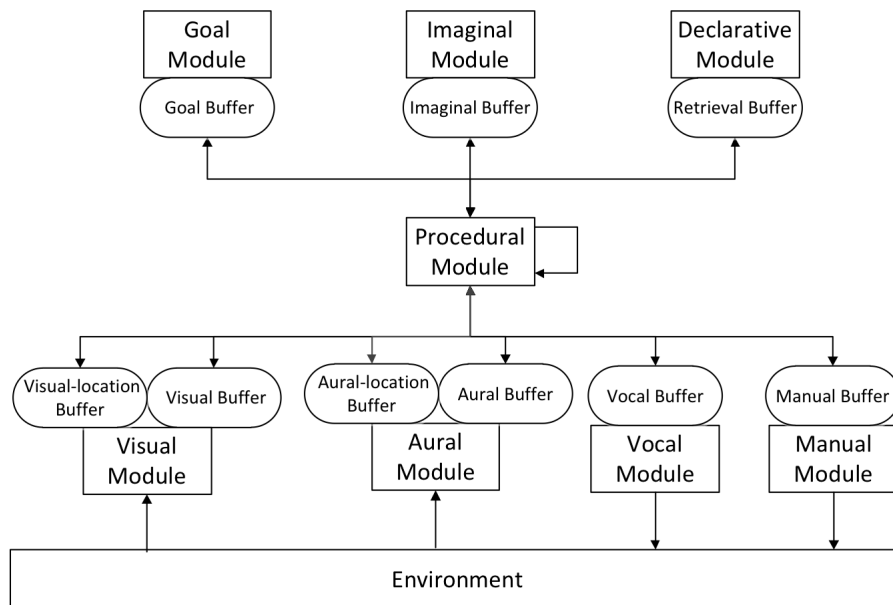 Goal
Module
Imaginal
Module
Declarative
Module
Goal Buffer
Imaginal Buffer
Retrieval Buffer
Procedural
Module
Visual-location
Buffer
Visual Buffer
Aural-location
Buffer
Aural Buffer
Vocal Buffer
Manual Buffer
Visual
Module
Aural
Module
Vocal
Module
Manual
Module
Environment